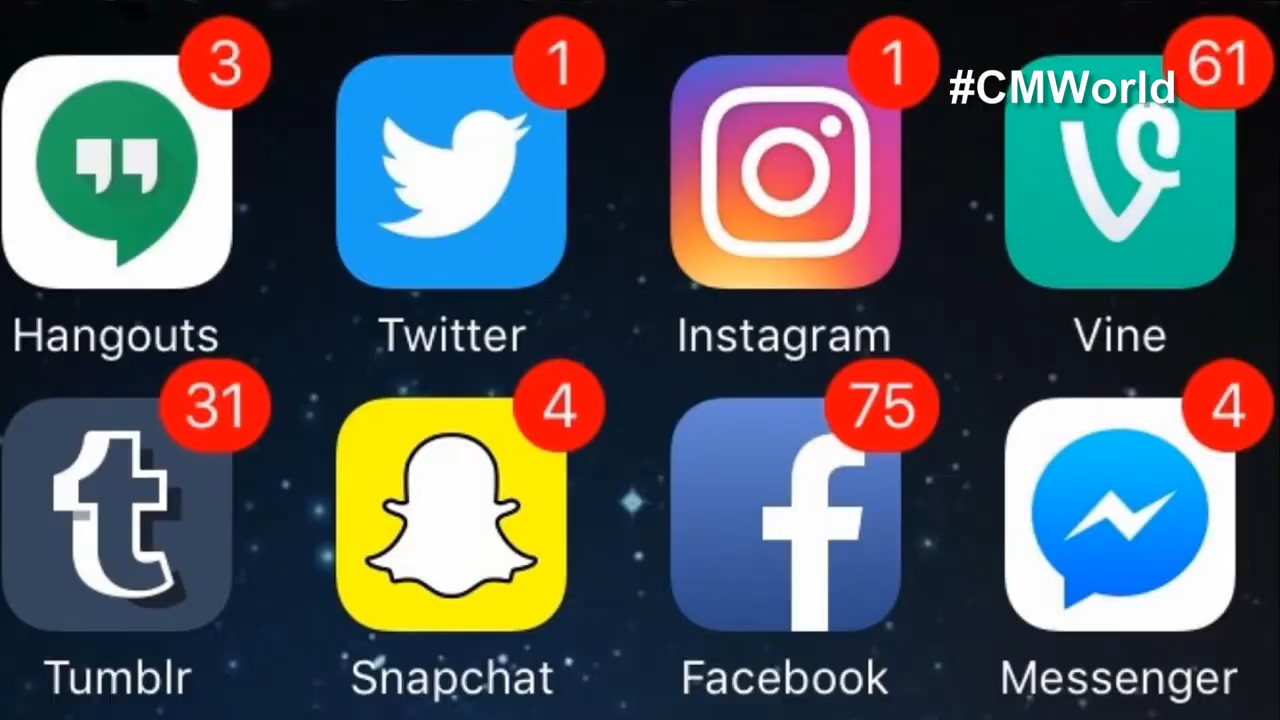 3 1 1 61
#CMWorld
Hangouts Twitter Instagram Vine
31 4 75 4
Tumblr Snapchat Facebook Messenger